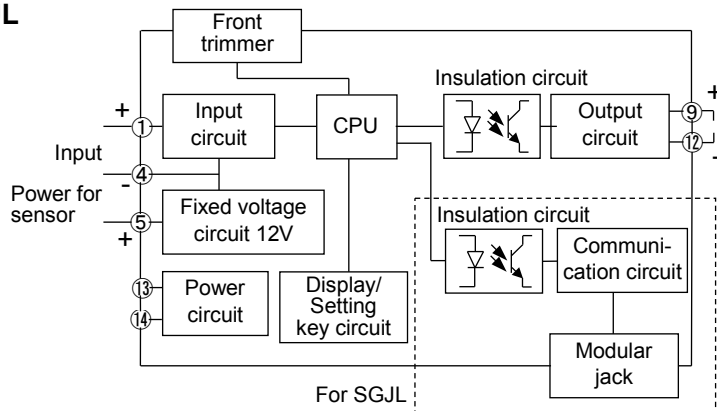 L
Front
trimmer
Insulation circuit
+
①
Input
circuit
CPU
Output
circuit
⑨
+
⑫
-
Input
④
-
Power for
sensor
⑤
+
Fixed voltage
circuit 12V
Insulation circuit
Communi-
cation circuit
⑬
⑭
Power
circuit
Display/
Setting
key circuit
Modular
jack
For SGJL